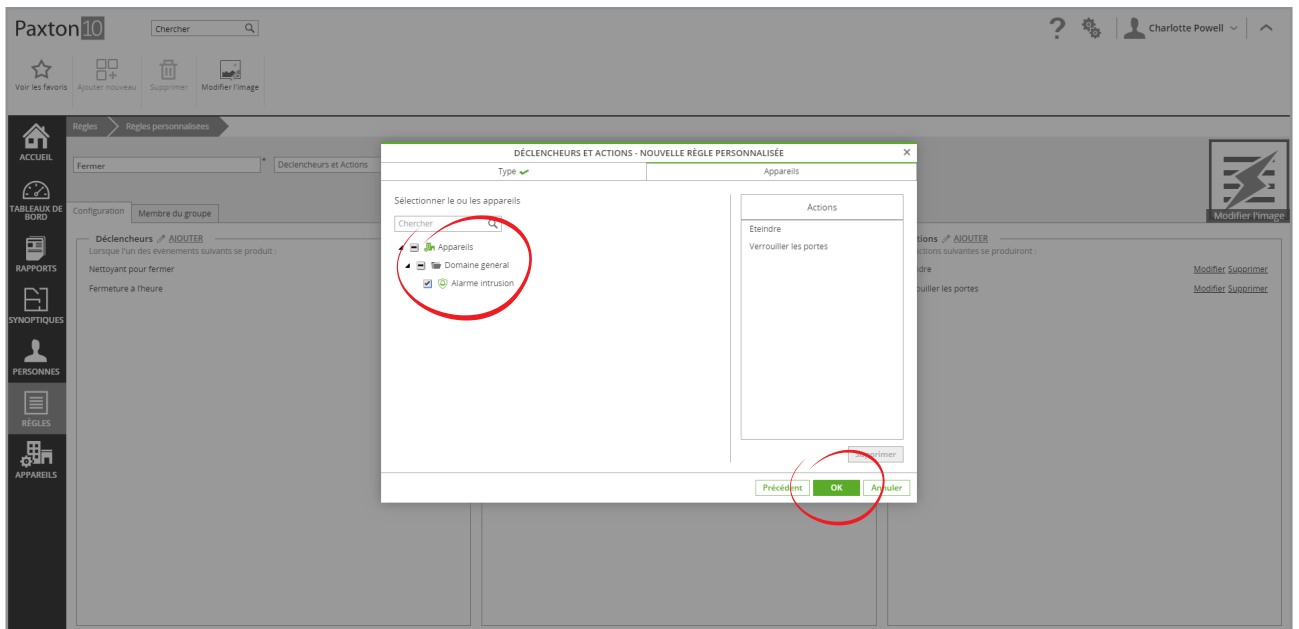 Paxton10
Chercher
Charlotte Powell
Voir les favoris
Ajouter nouveau
Supprimer
Modifier l'image
ACCUEIL
TABLEAUX DE BORD
RAPPORTS
SYNOPTIQUES
PERSONNES
RÈGLES
APPAREILS
Règles
Règles personnalisées
Fermer
*
Déclencheurs et Actions
Configuration
Membre du groupe
Déclencheurs AJOUTER
Lorsque l'un des evenements suivants se produit :
Nettoyant pour fermer
Fermeture a l'heure
DÉCLENCHEURS ET ACTIONS - NOUVELLE RÈGLE PERSONNALISÉE
Type
Appareils
Sélectionner le ou les appareils
Chercher
Appareils
Domaine general
Alarme intrusion
Actions
Eteindre
Verrouiller les portes
Supprimer
Précédent
OK
Annuler
Modifier l'image
tions AJOUTER
actions suivantes se produiront :
dre
Modifier Supprimer
ouiller les portes
Modifier Supprimer